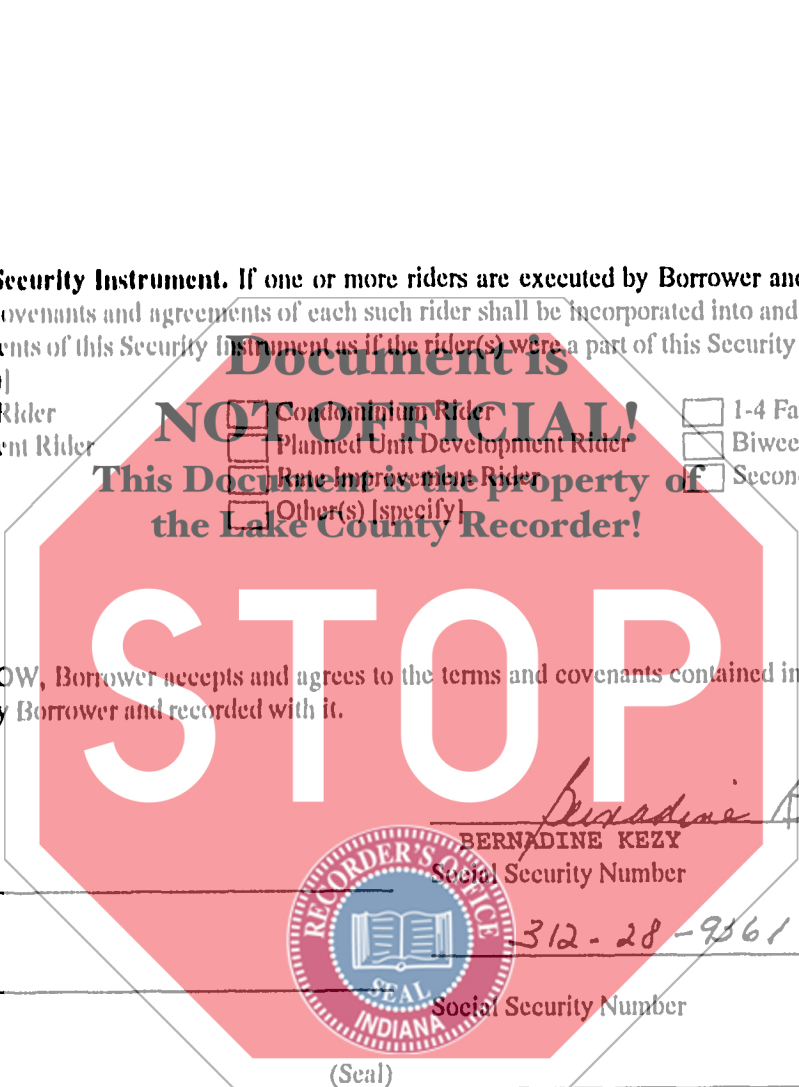 Security Instrument. If one or more riders are executed by Borrower and
ovenants and agreements of each such rider shall be incorporated into and
ents of this Security Instrument as if the rider(s) were a part of this Security
Document is
]
Rider Condominium Rider 1-4 Fa
NOT OFFICIAL!
ent Rider Planned Unit Development Rider Biwee
Rate Improvement Rider Secon
This Document is the property of
Other(s) [specify]
the Lake County Recorder!
STOP
OW, Borrower accepts and agrees to the terms and covenants contained in
y Borrower and recorded with it.
Bernadine
BERNADINE KEZY
Social Security Number
312-28-9361
RECORDER'S OFFICE
SEAL
INDIANA
Social Security Number
(Seal)